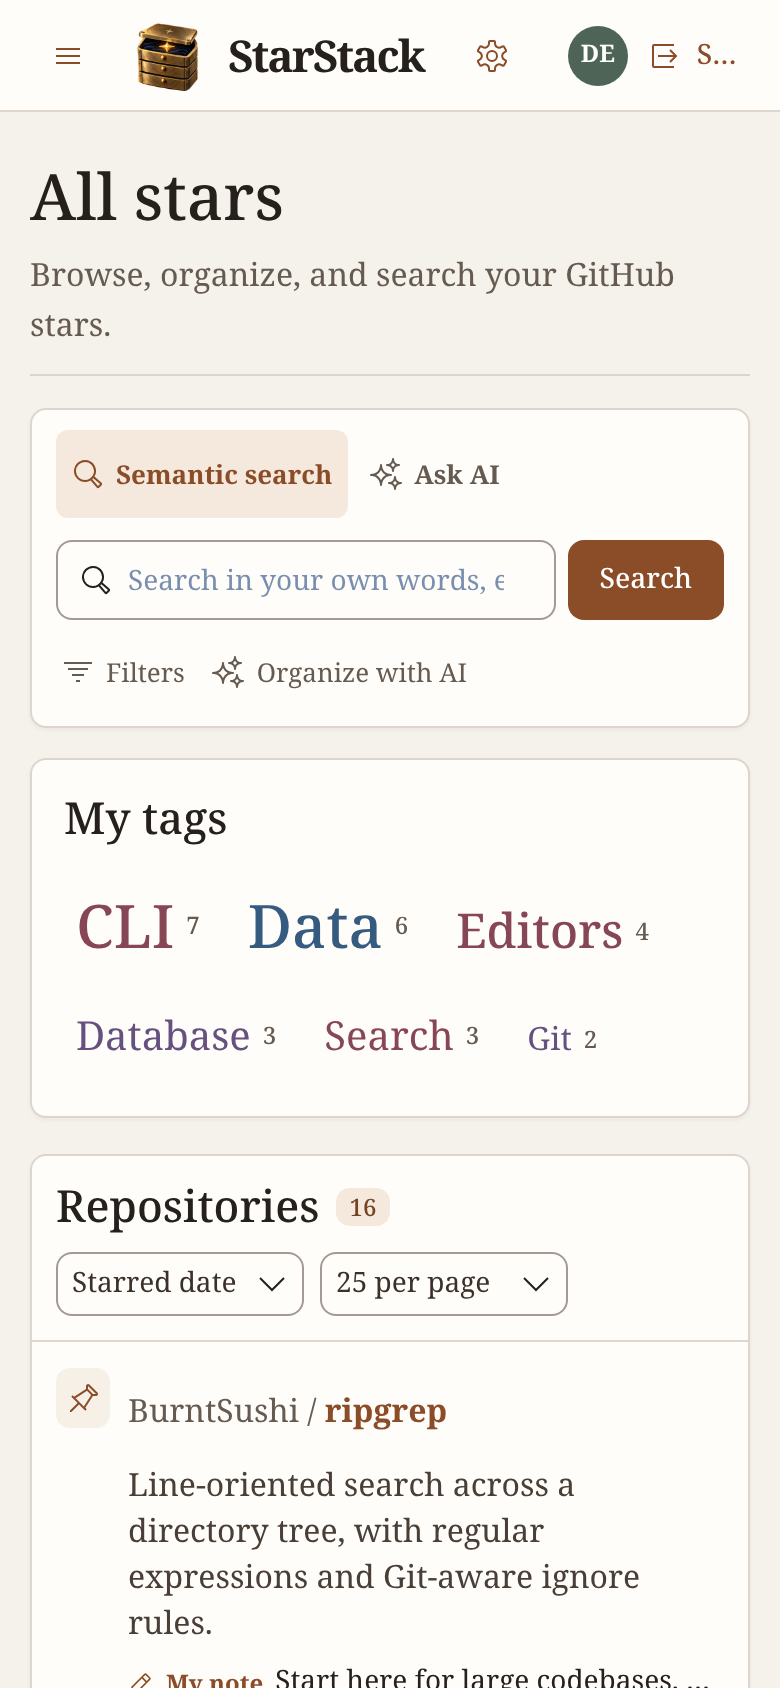 StarStack
DE
S...
All stars
Browse, organize, and search your GitHub
stars.
Semantic search
Ask AI
Search in your own words, e
Search
Filters
Organize with AI
My tags
CLI 7
Data 6
Editors 4
Database 3
Search 3
Git 2
Repositories 16
Starred date
25 per page
BurntSushi / ripgrep
Line-oriented search across a
directory tree, with regular
expressions and Git-aware ignore
rules.
My note Start here for large codebases. ...